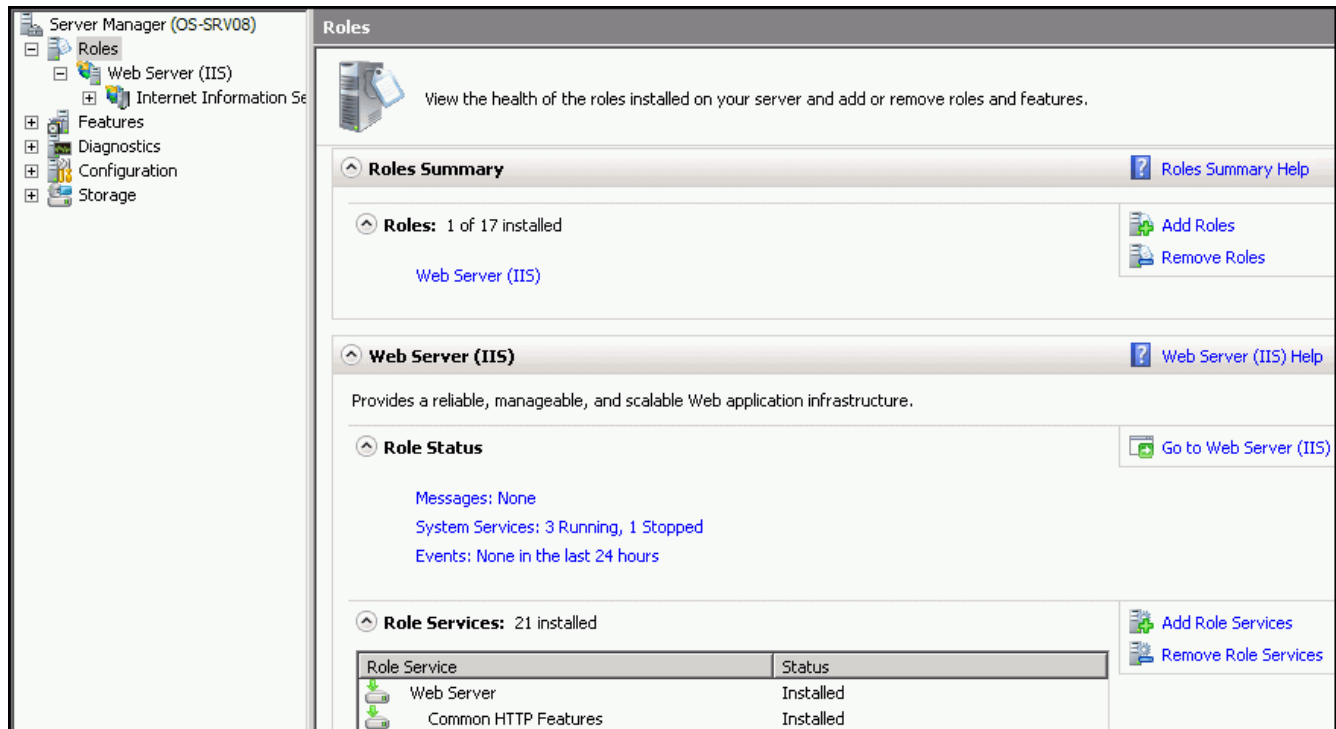 Server Manager (OS-SRV08)
Roles
Web Server (IIS)
Internet Information Se
Features
Diagnostics
Configuration
Storage
Roles
View the health of the roles installed on your server and add or remove roles and features.
Roles Summary
Roles Summary Help
Roles: 1 of 17 installed
Add Roles
Remove Roles
Web Server (IIS)
Web Server (IIS)
Web Server (IIS) Help
Provides a reliable, manageable, and scalable Web application infrastructure.
Role Status
Go to Web Server (IIS)
Messages: None
System Services: 3 Running, 1 Stopped
Events: None in the last 24 hours
Role Services: 21 installed
Add Role Services
Remove Role Services
Role Service Status
Web Server Installed
Common HTTP Features Installed